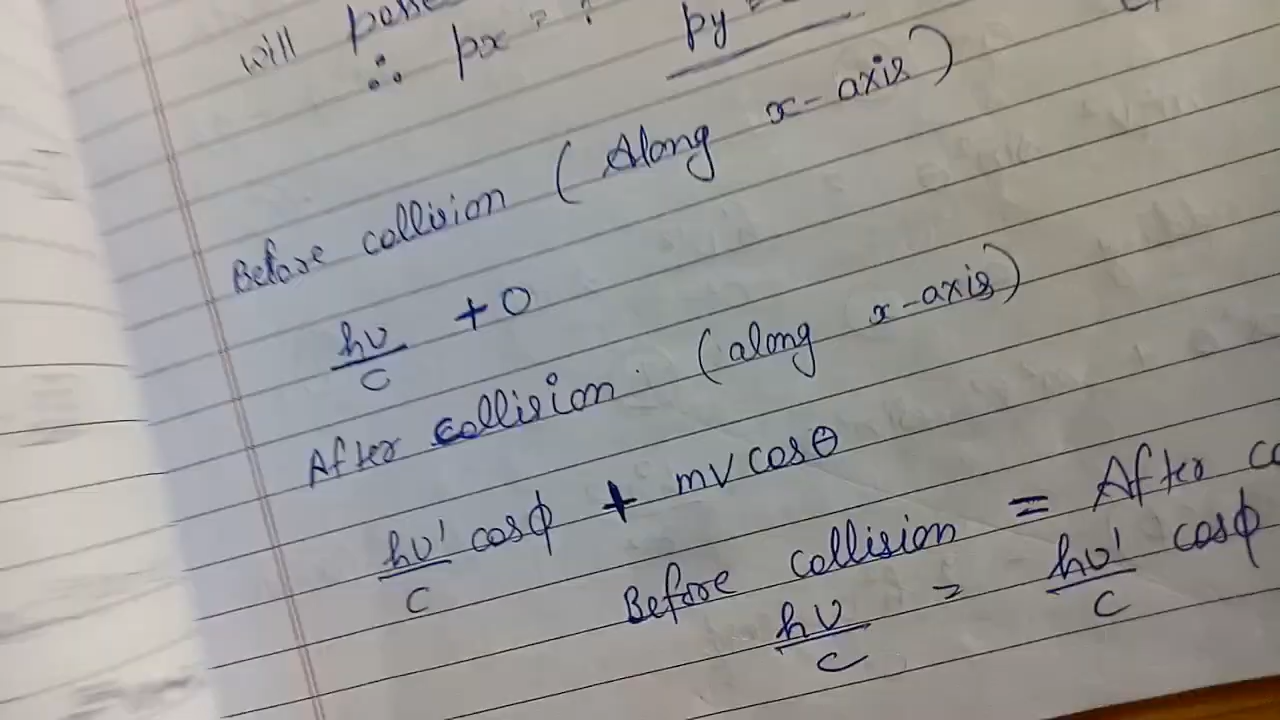 will
∴ px = ? py =
Before collision (Along x-axis)
hν/c + 0
After collision (along x-axis)
hν'/c cosϕ + mv cosθ
Before collision = After
hν/c = hν'/c cosϕ